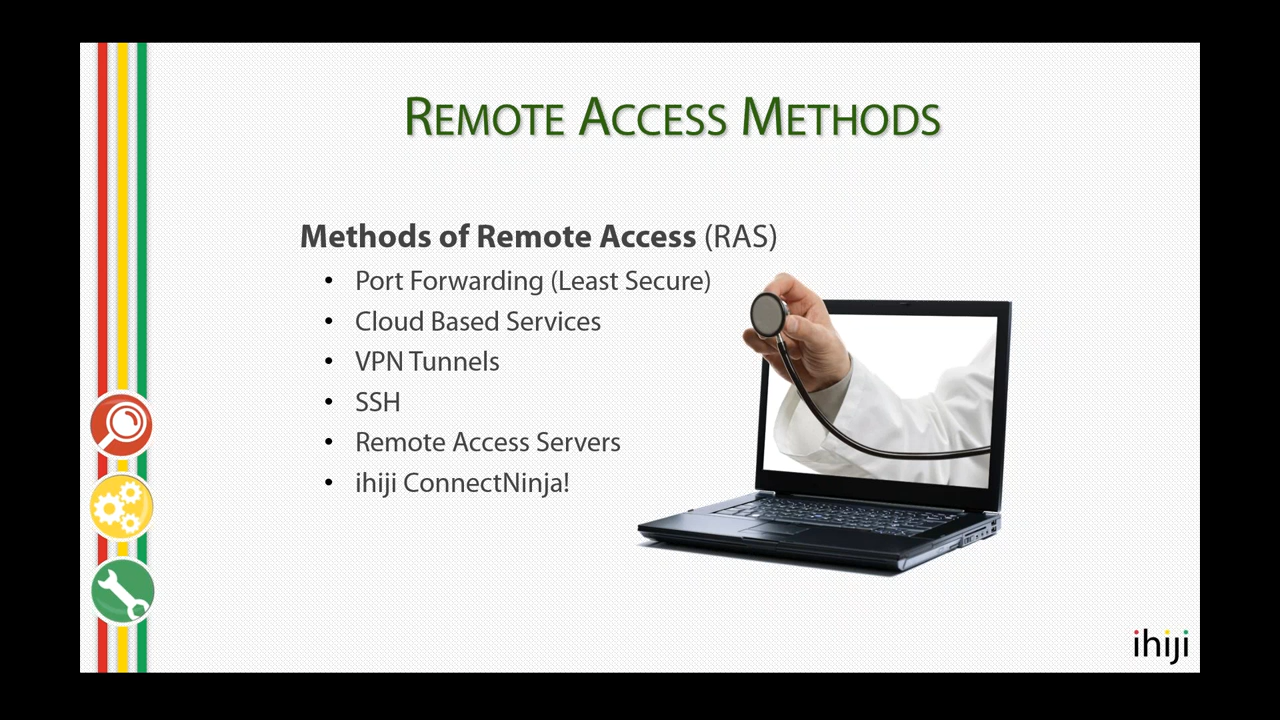 REMOTE ACCESS METHODS
Methods of Remote Access (RAS)
• Port Forwarding (Least Secure)
• Cloud Based Services
• VPN Tunnels
• SSH
• Remote Access Servers
• ihiji ConnectNinja!
ihiji